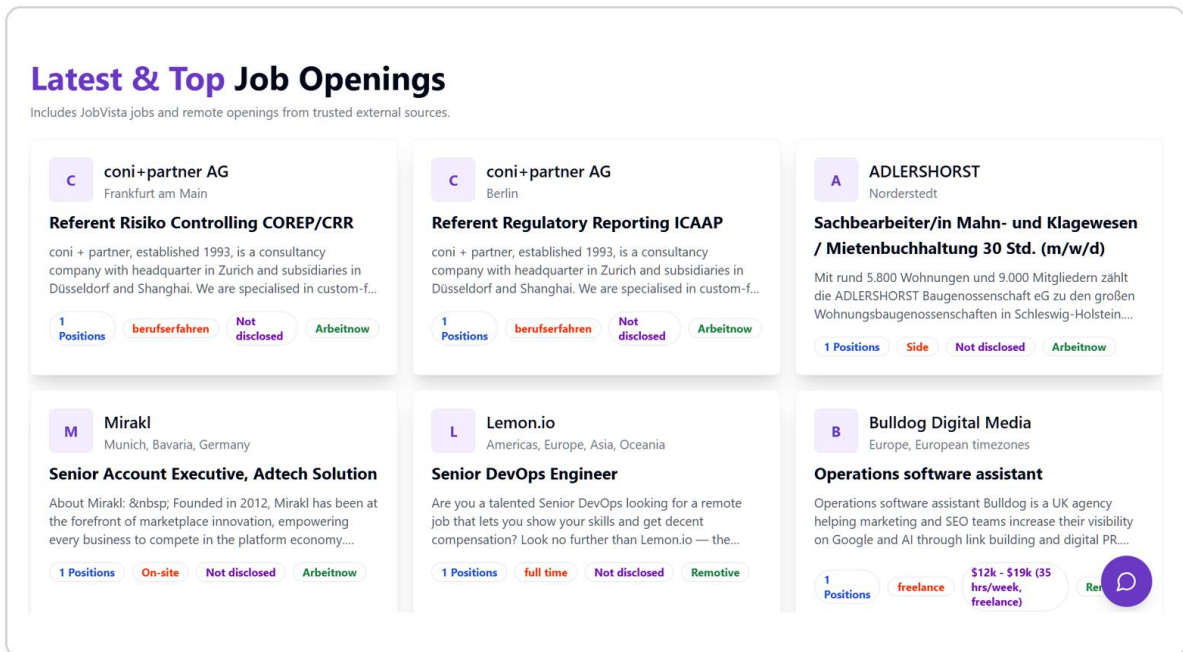 Latest & Top Job Openings
Includes JobVista jobs and remote openings from trusted external sources.
C
coni+partner AG
Frankfurt am Main
Referent Risiko Controlling COREP/CRR
coni + partner, established 1993, is a consultancy
company with headquarter in Zurich and subsidiaries in
Düsseldorf and Shanghai. We are specialised in custom-f...
1
Positions
berufserfahren
Not
disclosed
Arbeitnow
C
coni+partner AG
Berlin
Referent Regulatory Reporting ICAAP
coni + partner, established 1993, is a consultancy
company with headquarter in Zurich and subsidiaries in
Düsseldorf and Shanghai. We are specialised in custom-f...
1
Positions
berufserfahren
Not
disclosed
Arbeitnow
A
ADLERSHORST
Norderstedt
Sachbearbeiter/in Mahn- und Klagewesen
/ Mietenbuchhaltung 30 Std. (m/w/d)
Mit rund 5.800 Wohnungen und 9.000 Mitgliedern zählt
die ADLERSHORST Baugenossenschaft eG zu den großen
Wohnungsbaugenossenschaften in Schleswig-Holstein....
1 Positions
Side
Not disclosed
Arbeitnow
M
Mirakl
Munich, Bavaria, Germany
Senior Account Executive, Adtech Solution
About Mirakl: &nbsp; Founded in 2012, Mirakl has been at
the forefront of marketplace innovation, empowering
every business to compete in the platform economy....
1 Positions
On-site
Not disclosed
Arbeitnow
L
Lemon.io
Americas, Europe, Asia, Oceania
Senior DevOps Engineer
Are you a talented Senior DevOps looking for a remote
job that lets you show your skills and get decent
compensation? Look no further than Lemon.io — the...
1 Positions
full time
Not disclosed
Remotive
B
Bulldog Digital Media
Europe, European timezones
Operations software assistant
Operations software assistant Bulldog is a UK agency
helping marketing and SEO teams increase their visibility
on Google and AI through link building and digital PR....
1
Positions
freelance
$12k - $19k (35
hrs/week,
freelance)